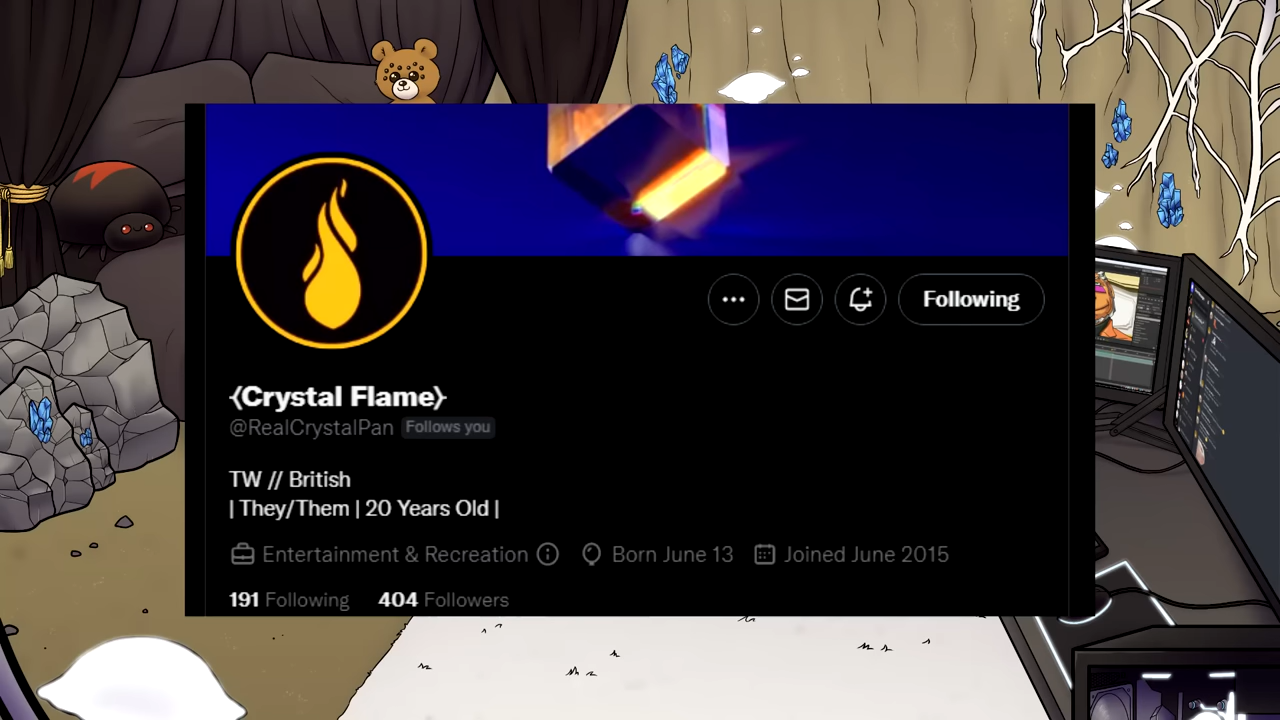 ⦑Crystal Flame⦒
@RealCrystalPan Follows you
Following
TW // British
| They/Them | 20 Years Old |
Entertainment & Recreation Born June 13 Joined June 2015
191 Following 404 Followers